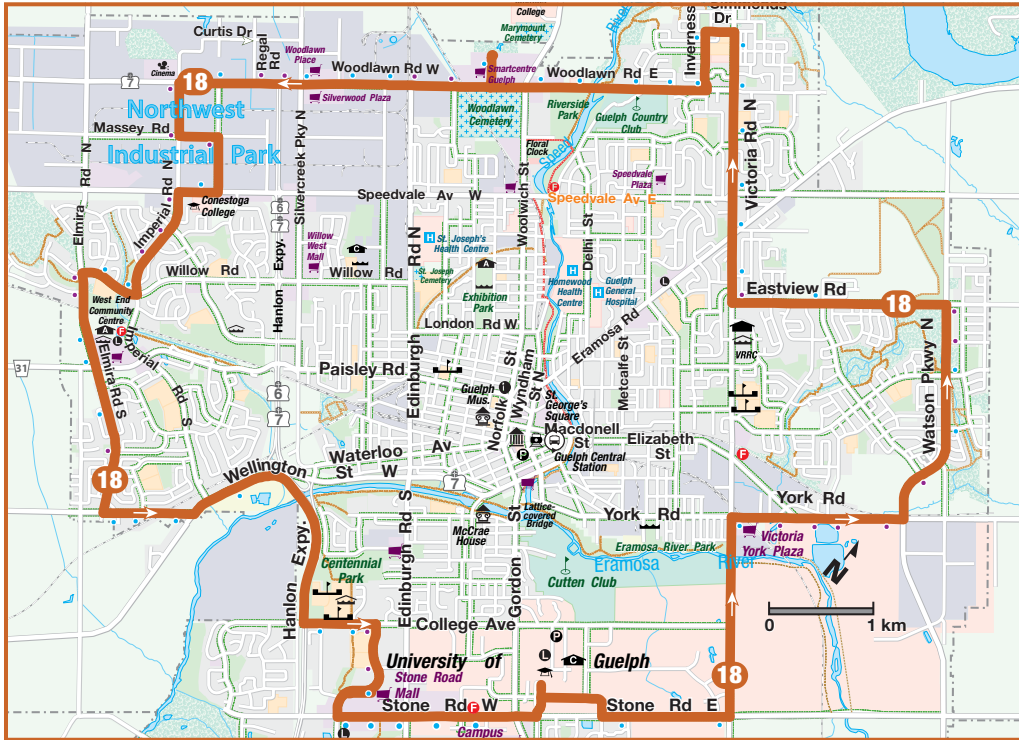 College
Marymount
Cemetery
River
Inverness
Simmonds
Dr
Curtis Dr
Regal
Rd
Woodlawn
Place
Cinema
7
18
Woodlawn Rd W
Smartcentre
Guelph
Woodlawn Rd E
Silverwood Plaza
Northwest
Industrial Park
Woodlawn
Cemetery
Riverside
Park
Guelph Country
Club
Massey Rd
Floral
Clock
Speed
Victoria Rd N
Elmira Rd N
Imperial Rd N
Silvercreek Pky N
Conestoga
College
6
7
Speedvale Av W
Woolwich St
F
Speedvale Av E
Speedvale
Plaza
Delhi St
Willow
West
Mall
C
H
St. Joseph's
Health Centre
Rd N
A
St. Joseph
Cemetery
Exhibition
Park
H
Homewood
Health
Centre
H
Guelph
General
Hospital
L
Willow Rd
Expy.
Willow Rd
Eastview Rd
18
West End
Community
Centre
A
F
L
Hanlon
London Rd W
Eramosa Rd
Imperial
Rd
S
Elmira Rd S
31
Paisley Rd
Edinburgh
6
7
Guelph
Mus.
L
Norfolk St
Wyndham
St N
St.
George's
Square
Metcalfe St
VRRC
Watson Pkwy N
Macdonell
St
Elizabeth
St
P
Guelph Central
Station
F
18
Wellington
St W
Waterloo
Av
7
York Rd
York Rd
Lattice-
covered
Bridge
McCrae
House
Edinburgh Rd S
Gordon
St
Victoria
York Plaza
Eramosa River Park
Eramosa
River
Cutten Club
N
Hanlon
Expy.
Centennial
Park
0
1 km
College Ave
P
L
C
University of
Guelph
18
Stone Road
Mall
Stone Rd W
F
Stone Rd E
Campus
L